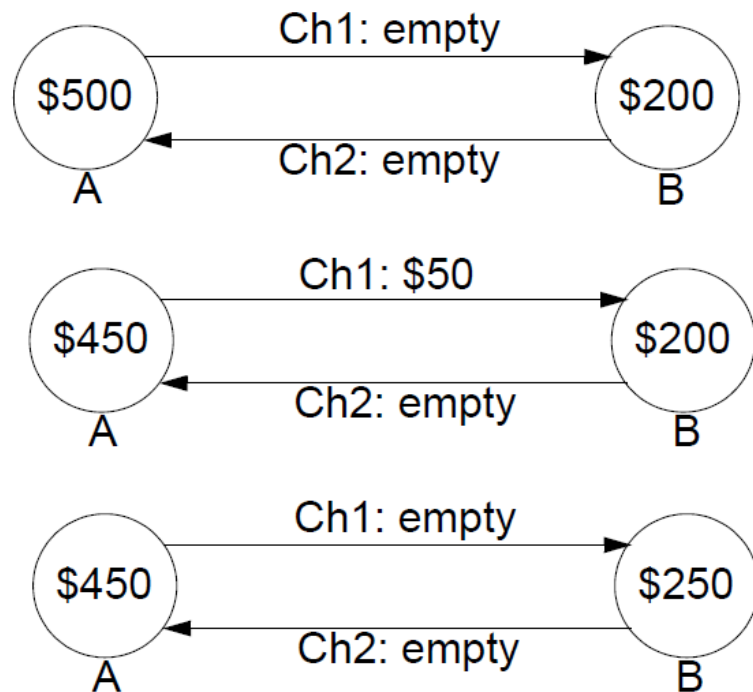 Ch1: empty
$500 $200
Ch2: empty
A B
Ch1: $50
$450 $200
Ch2: empty
A B
Ch1: empty
$450 $250
Ch2: empty
A B